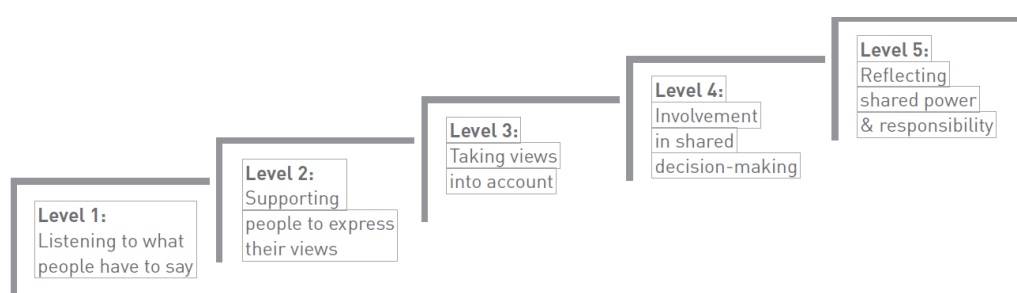 Level 1:
Listening to what
people have to say
Level 2:
Supporting
people to express
their views
Level 3:
Taking views
into account
Level 4:
Involvement
in shared
decision-making
Level 5:
Reflecting
shared power
& responsibility